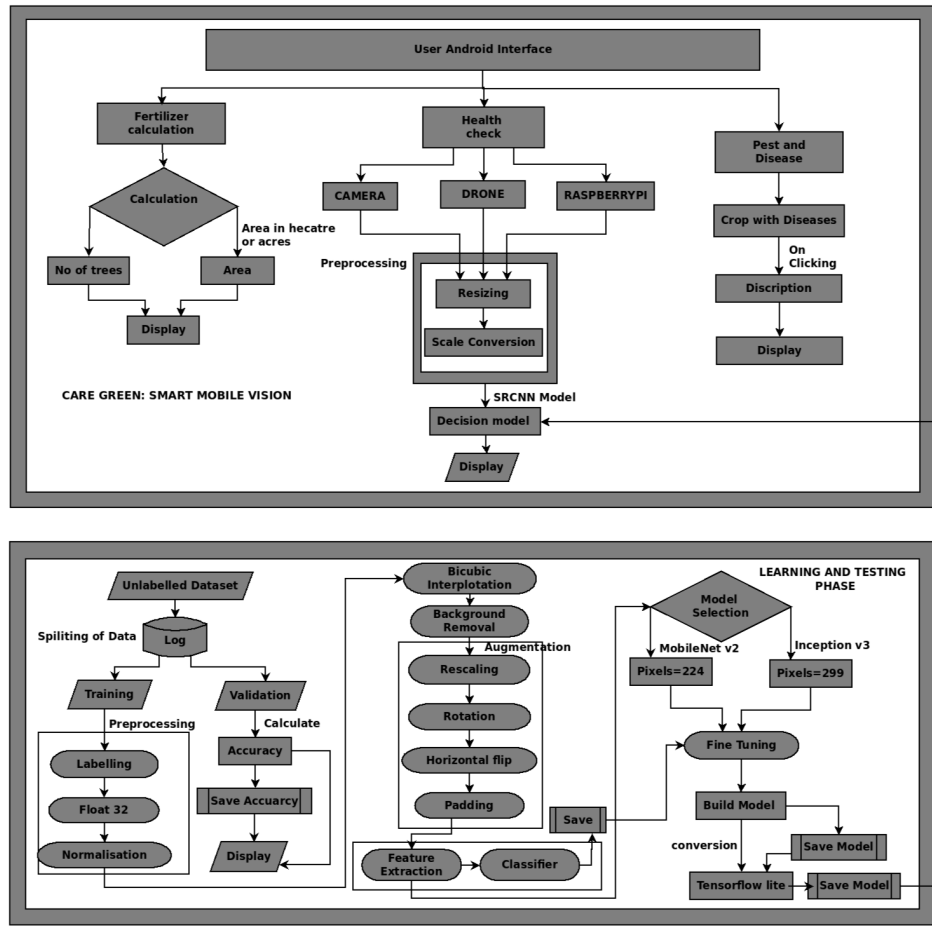 User Android Interface
Fertilizer
calculation
Health
check
Pest and
Disease
CAMERA
DRONE
RASPBERRYPI
Calculation
Crop with Diseases
Area in hecatre
or acres
On
Clicking
No of trees
Area
Preprocessing
Resizing
Discription
Display
Scale Conversion
Display
CARE GREEN: SMART MOBILE VISION
SRCNN Model
Decision model
Display
LEARNING AND TESTING
PHASE
Unlabelled Dataset
Bicubic
Interplotation
Model
Selection
Spiliting of Data
Log
Background
Removal
Augmentation
MobileNet v2
Inception v3
Training
Validation
Rescaling
Pixels=224
Pixels=299
Preprocessing
Calculate
Rotation
Labelling
Accuracy
Horizontal flip
Fine Tuning
Float 32
Save Accuarcy
Padding
Save
Build Model
Normalisation
Display
Feature
Extraction
Classifier
conversion
Save Model
Tensorflow lite
Save Model